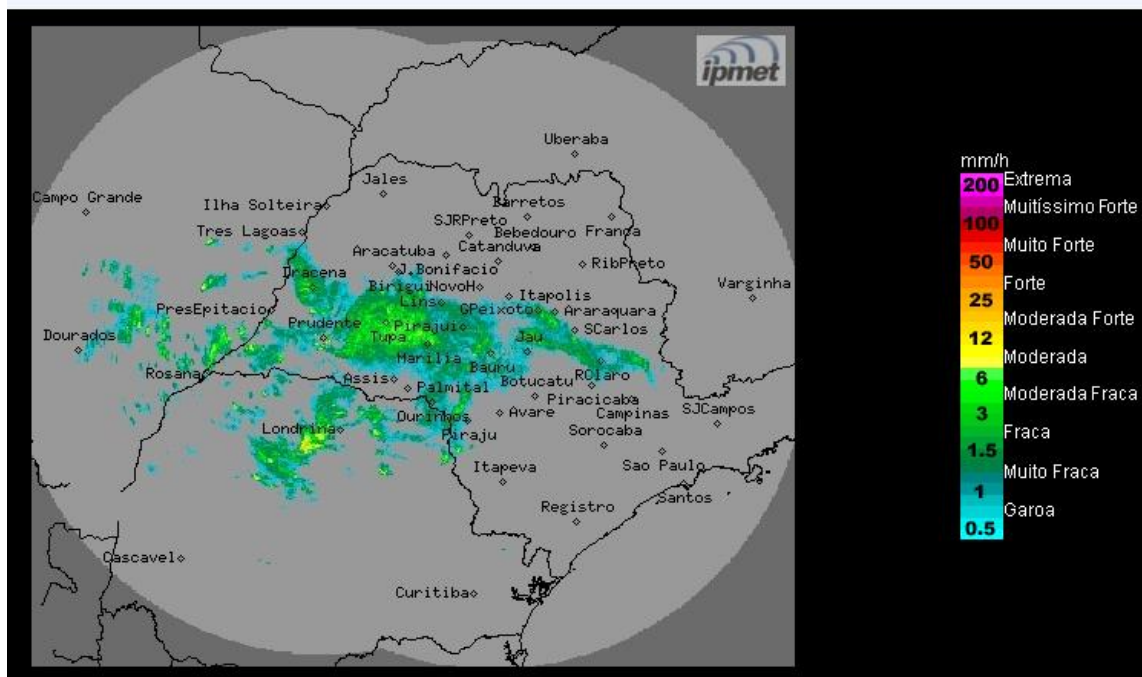 ipmet
Uberaba
Jales
Campo Grande
Ilha Solteira
Barretos
SJRPreto
Tres Lagoas
Bebedouro
Franca
Catanduva
Aracatuba
RibPreto
J.Bonifacio
Dracena
Birigui
NovoH
Varginha
Itapolis
Lins
PresEpitacio
GPeixoto
Araraquara
Prudente
Pirajui
SCarlos
Dourados
Tupa
Jau
Marilia
Bauru
Rosana
RClaro
Assis
Botucatu
Palmital
Piracicaba
Ourinhos
Avare
Campinas
SJCampos
Londrina
Piraju
Sorocaba
Itapeva
Sao Paulo
Santos
Registro
Cascavel
Curitiba
mm/h
200 Extrema
Muitíssimo Forte
100
Muito Forte
50
Forte
25
Moderada Forte
12
Moderada
6
Moderada Fraca
3
Fraca
1.5
Muito Fraca
1
Garoa
0.5